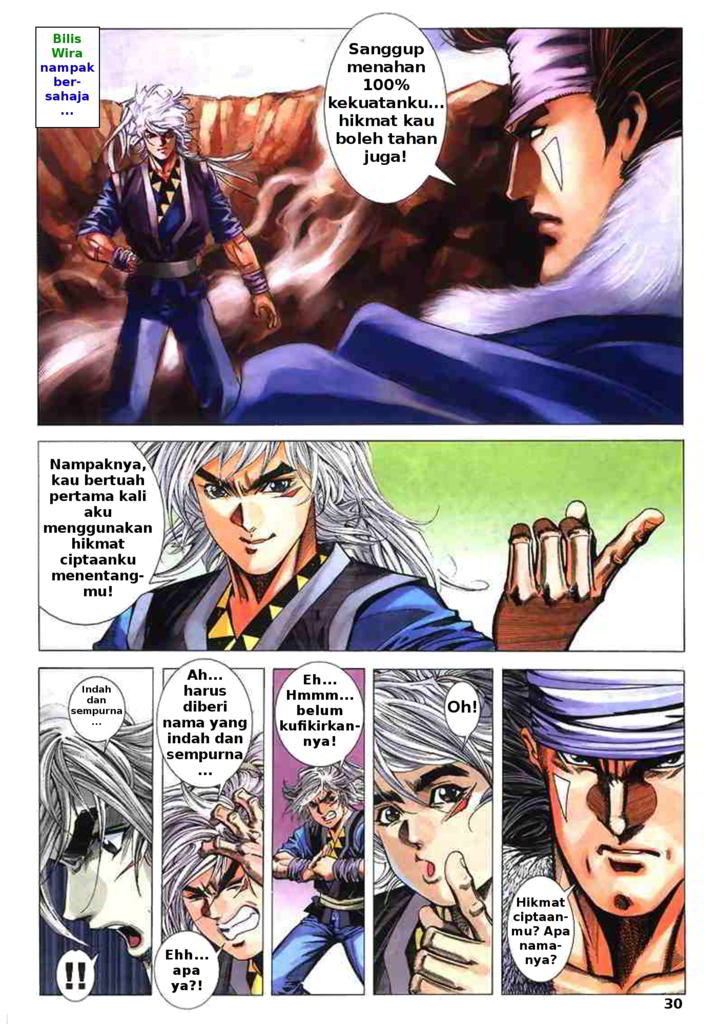 Bilis
Wira
nampak
ber-
sahaja
...
Sanggup
menahan
100%
kekuatanku...
hikmat kau
boleh tahan
juga!
Nampaknya,
kau bertuah
pertama kali
aku
menggunakan
hikmat
ciptaanku
menentang-
mu!
Hikmat
ciptaan-
mu? Apa
nama-
nya?
Oh!
Eh...
Hmmm...
belum
kufikirkan-
nya!
Ah...
harus
diberi
nama yang
indah dan
sempurna
...
Ehh...
apa
ya?!
Indah
dan
sempurna
...
!!
30